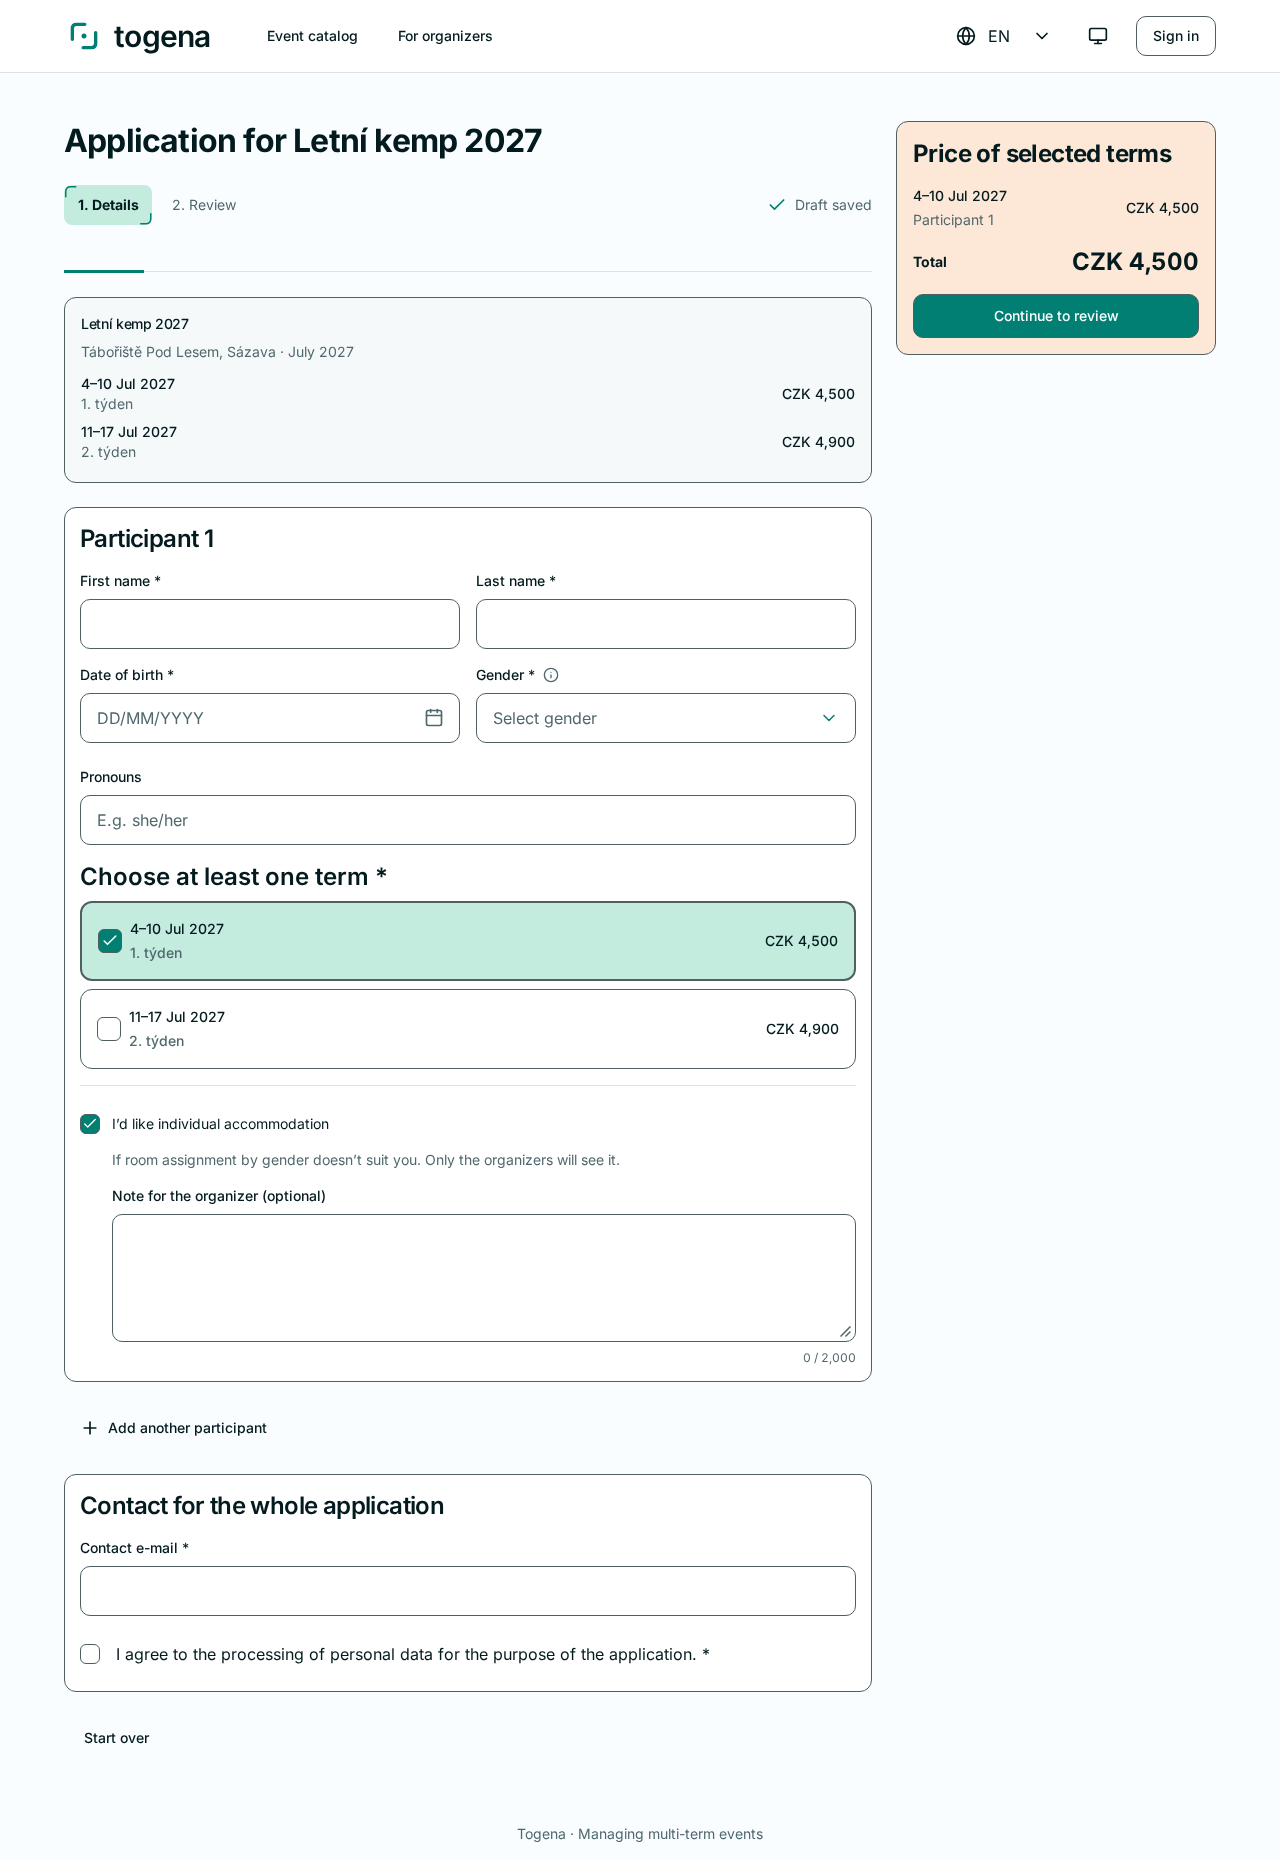 togena
Event catalog
For organizers
EN
Sign in
Application for Letní kemp 2027
1. Details
2. Review
Draft saved
Letní kemp 2027
Tábořiště Pod Lesem, Sázava · July 2027
4–10 Jul 2027
1. týden
CZK 4,500
11–17 Jul 2027
2. týden
CZK 4,900
Participant 1
First name *
Last name *
Date of birth *
Gender *
DD/MM/YYYY
Select gender
Pronouns
E.g. she/her
Choose at least one term *
4–10 Jul 2027
1. týden
CZK 4,500
11–17 Jul 2027
2. týden
CZK 4,900
I’d like individual accommodation
If room assignment by gender doesn’t suit you. Only the organizers will see it.
Note for the organizer (optional)
0 / 2,000
Add another participant
Contact for the whole application
Contact e-mail *
I agree to the processing of personal data for the purpose of the application. *
Start over
Price of selected terms
4–10 Jul 2027
Participant 1
CZK 4,500
Total
CZK 4,500
Continue to review
Togena · Managing multi-term events